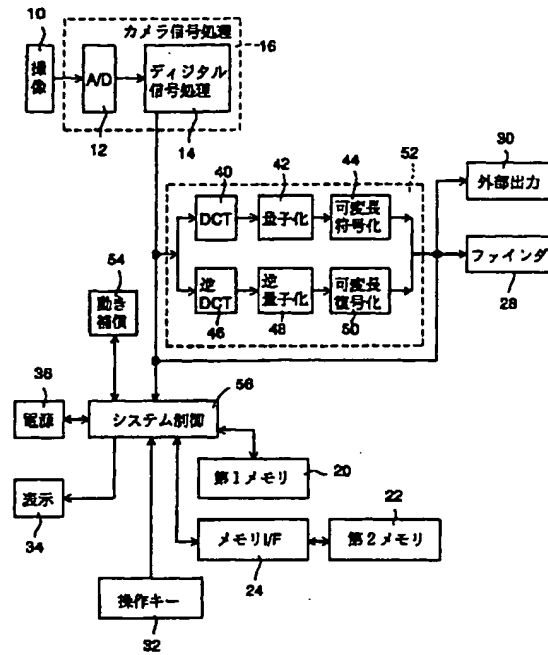 10
カメラ信号処理
16
撮像
A/D
ディジタル
信号処理
12
14
40
42
44
52
30
DCT
量子化
可変長
符号化
外部出力
ファインダ
28
54
動き
補償
逆
DCT
逆
量子化
可変長
復号化
46
48
50
36
56
電源
システム制御
第1メモリ
20
表示
34
22
メモリI/F
第2メモリ
24
操作キー
32